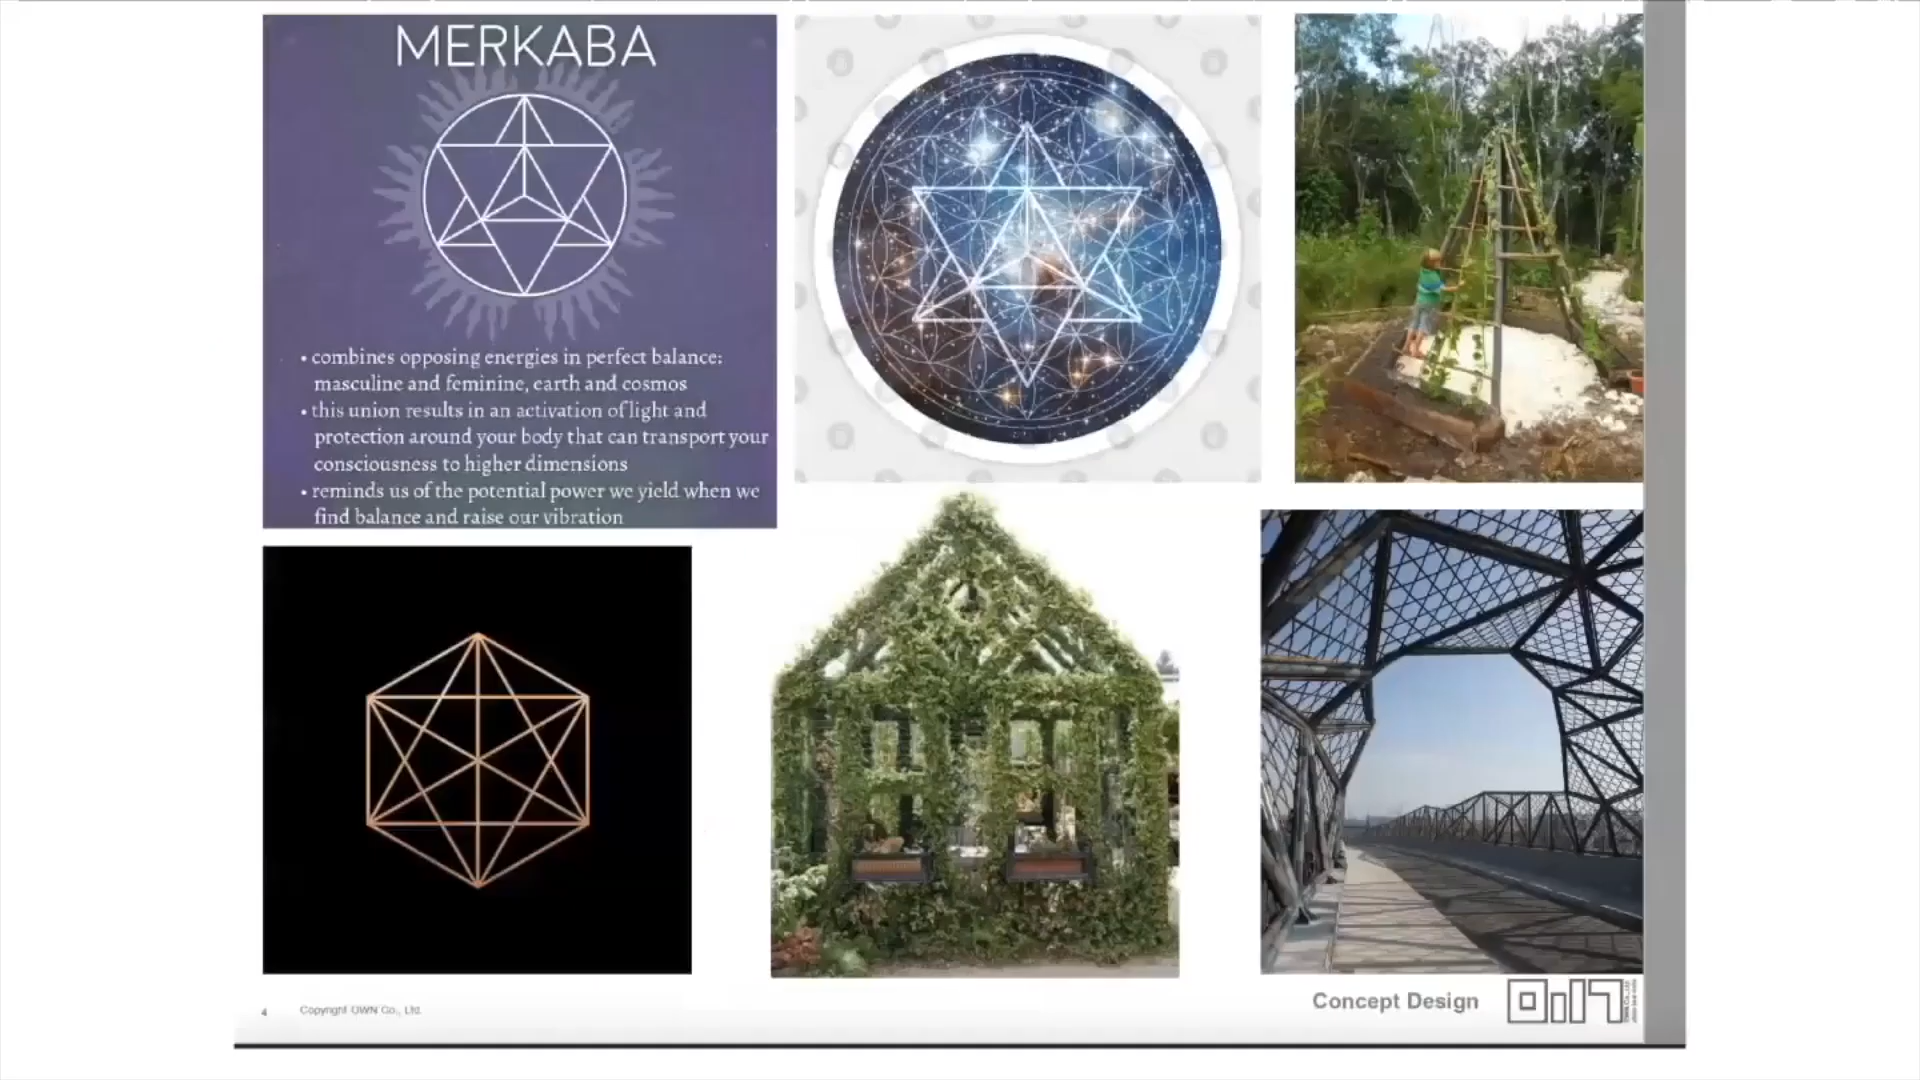 MERKABA
• combines opposing energies in perfect balance:
masculine and feminine, earth and cosmos
• this union results in an activation of light and
protection around your body that can transport your
consciousness to higher dimensions
• reminds us of the potential power we yield when we
find balance and raise our vibration
4
Copyright OWN Co., Ltd.
Concept Design